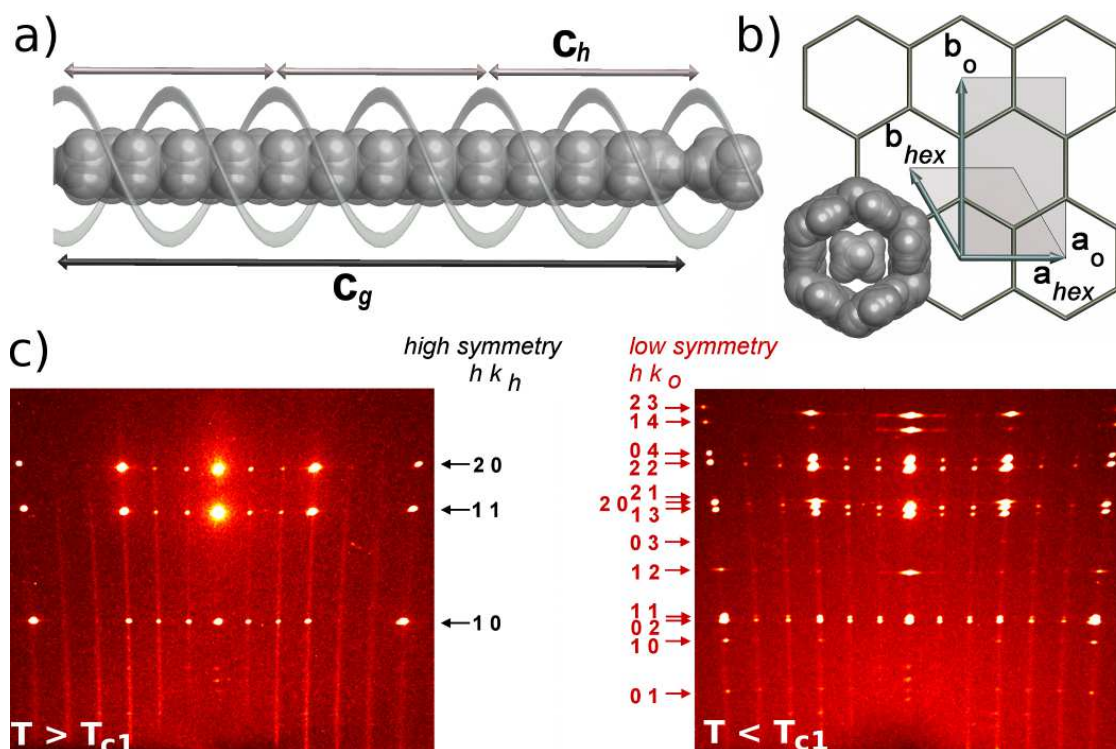 a)
c_h
c_g
b)
b_o
b_hex
a_o
a_hex
c)
high symmetry
h k_h
2 0
1 1
1 0
T > T_c1
low symmetry
h k_o
2 3
1 4
0 4
2 2
2 1
2 0
1 3
0 3
1 2
1 1
0 2
1 0
0 1
T < T_c1